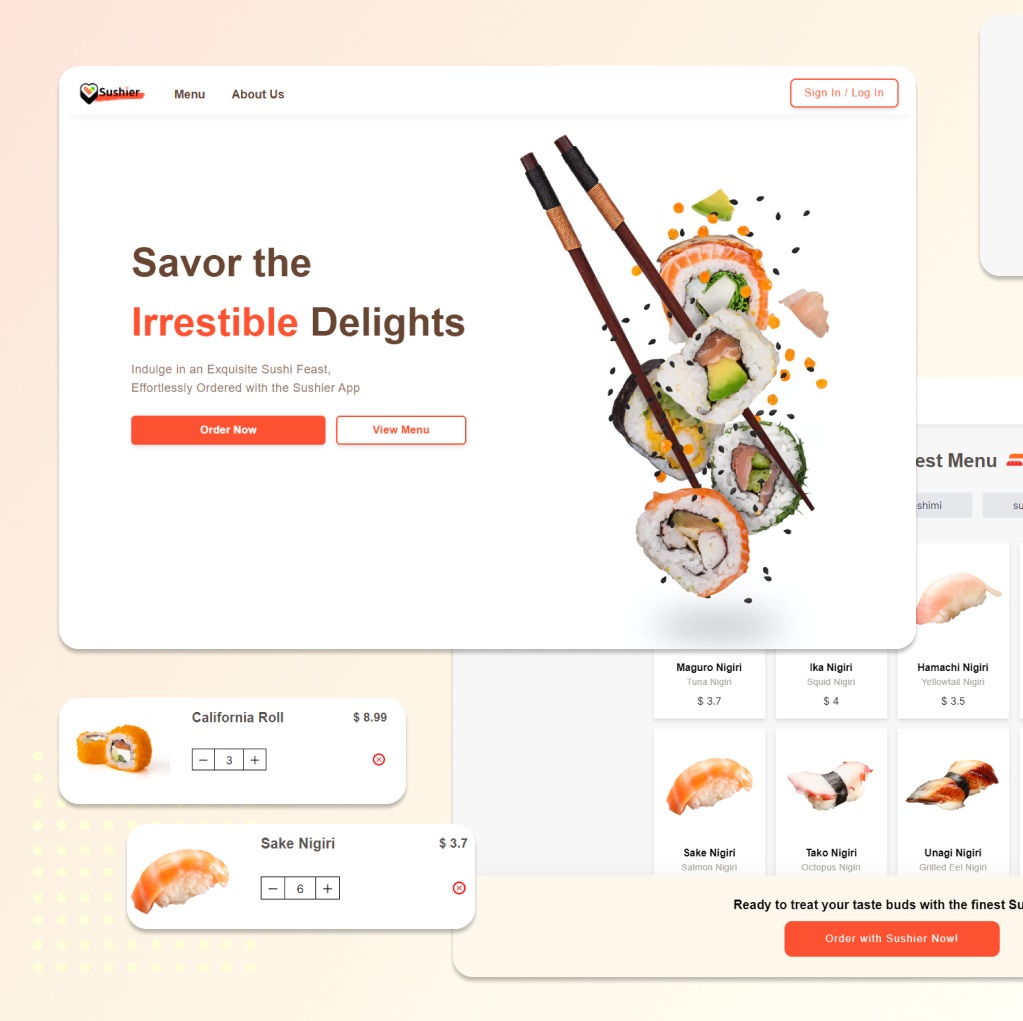 Sushier
Menu
About Us
Sign In / Log In
Savor the
Irrestible Delights
Indulge in an Exquisite Sushi Feast,
Effortlessly Ordered with the Sushier App
Order Now
View Menu
est Menu
shimi
su
Maguro Nigiri
Tuna Nigiri
$ 3.7
Ika Nigiri
Squid Nigiri
$ 4
Hamachi Nigiri
Yellowtail Nigiri
$ 3.5
Sake Nigiri
Salmon Nigiri
Tako Nigiri
Octopus Nigiri
Unagi Nigiri
Grilled Eel Nigiri
California Roll
$ 8.99
3
Sake Nigiri
$ 3.7
6
Ready to treat your taste buds with the finest Su
Order with Sushier Now!